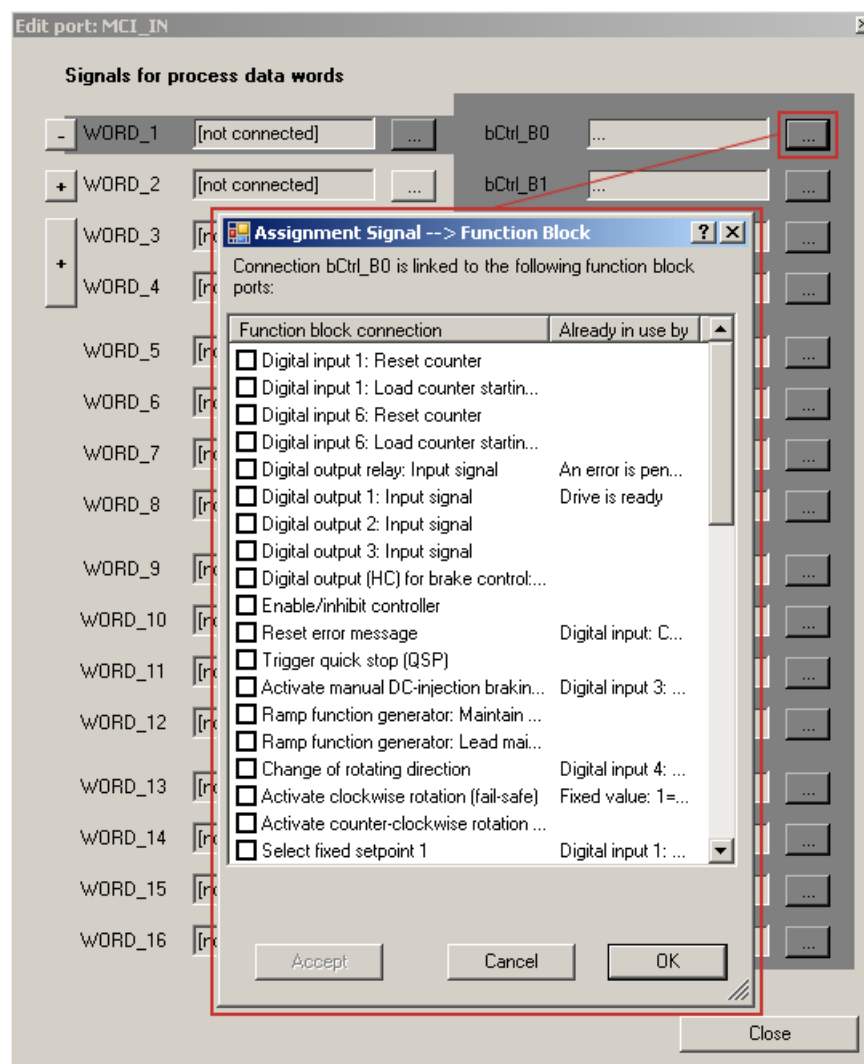 Edit port: MCI_IN
Signals for process data words
- WORD_1 [not connected] ... bCtrl_B0 ... ...
+ WORD_2 [not connected] ... bCtrl_B1 ... ...
WORD_3 ...
+
WORD_4 ...
WORD_5 ...
WORD_6 ...
WORD_7 ...
WORD_8 ...
WORD_9 ...
WORD_10 ...
WORD_11 ...
WORD_12 ...
WORD_13 ...
WORD_14 ...
WORD_15 ...
WORD_16 ...
Assignment Signal --> Function Block
Connection bCtrl_B0 is linked to the following function block
ports:
Function block connection Already in use by
Digital input 1: Reset counter
Digital input 1: Load counter startin...
Digital input 6: Reset counter
Digital input 6: Load counter startin...
Digital output relay: Input signal An error is pen...
Digital output 1: Input signal Drive is ready
Digital output 2: Input signal
Digital output 3: Input signal
Digital output (HC) for brake control:...
Enable/inhibit controller
Reset error message Digital input: C...
Trigger quick stop (QSP)
Activate manual DC-injection brakin... Digital input 3: ...
Ramp function generator: Maintain ...
Ramp function generator: Lead mai...
Change of rotating direction Digital input 4: ...
Activate clockwise rotation (fail-safe) Fixed value: 1=...
Activate counter-clockwise rotation ...
Select fixed setpoint 1 Digital input 1: ...
Accept Cancel OK
Close